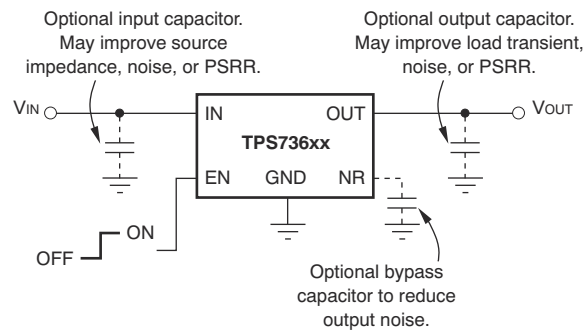 Optional input capacitor.
May improve source
impedance, noise, or PSRR.
Optional output capacitor.
May improve load transient,
noise, or PSRR.
VIN
IN
OUT
VOUT
TPS736xx
EN
GND
NR
ON
OFF
Optional bypass
capacitor to reduce
output noise.